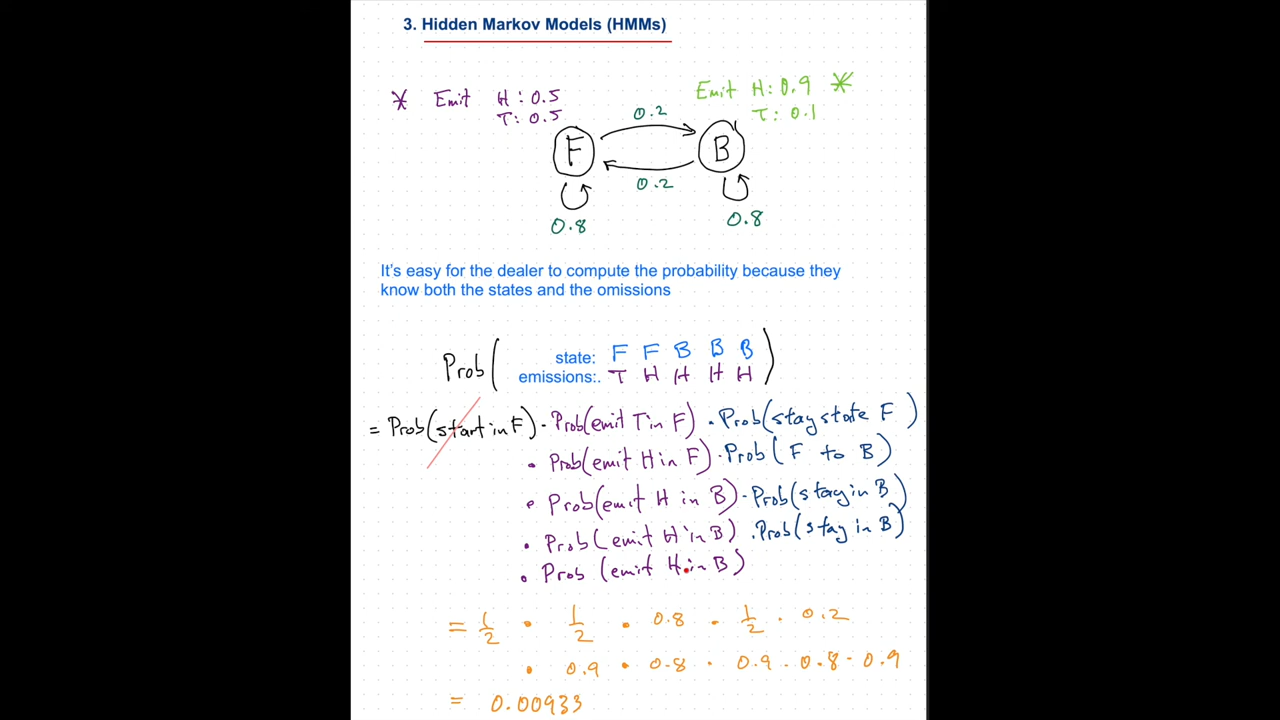 3. Hidden Markov Models (HMMs)
* Emit H : 0.5
T : 0.5
Emit H : 0.9 *
T : 0.1
0.2
F
B
0.2
0.8
0.8
It's easy for the dealer to compute the probability because they
know both the states and the omissions
Prob(
state: F F B B B
emissions:. T H H H H
)
= Prob(start in F) · Prob(emit T in F) · Prob(stay state F)
· Prob(emit H in F) · Prob(F to B)
· Prob(emit H in B) · Prob(stay in B)
· Prob(emit H in B) · Prob(stay in B)
· Prob(emit H in B)
= 1/2 · 1/2 · 0.8 · 1/2 · 0.2
· 0.9 · 0.8 · 0.9 · 0.8 · 0.9
= 0.00933